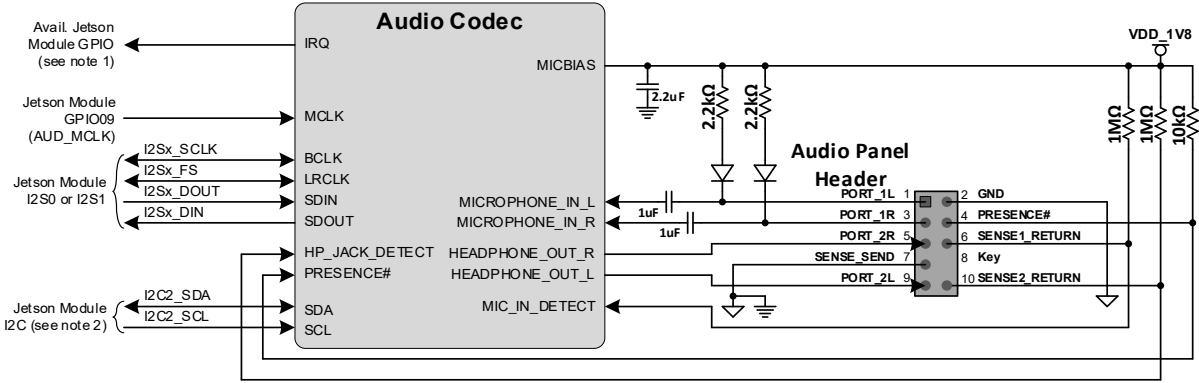 Audio Codec
Avail. Jetson
Module GPIO
(see note 1)
IRQ
MICBIAS
VDD_1V8
2.2uF
2.2kΩ
2.2kΩ
1MΩ
1MΩ
10kΩ
Jetson Module
GPIO09
(AUD_MCLK)
MCLK
Jetson Module
I2S0 or I2S1
I2Sx_SCLK
I2Sx_FS
I2Sx_DOUT
I2Sx_DIN
BCLK
LRCLK
SDIN
SDOUT
MICROPHONE_IN_L
MICROPHONE_IN_R
1uF
1uF
Audio Panel
Header
PORT_1L 1
2 GND
PORT_1R 3
4 PRESENCE#
PORT_2R 5
6 SENSE1_RETURN
SENSE_SEND 7
8 Key
PORT_2L 9
10 SENSE2_RETURN
HP_JACK_DETECT
PRESENCE#
HEADPHONE_OUT_R
HEADPHONE_OUT_L
MIC_IN_DETECT
Jetson Module
I2C (see note 2)
I2C2_SDA
I2C2_SCL
SDA
SCL